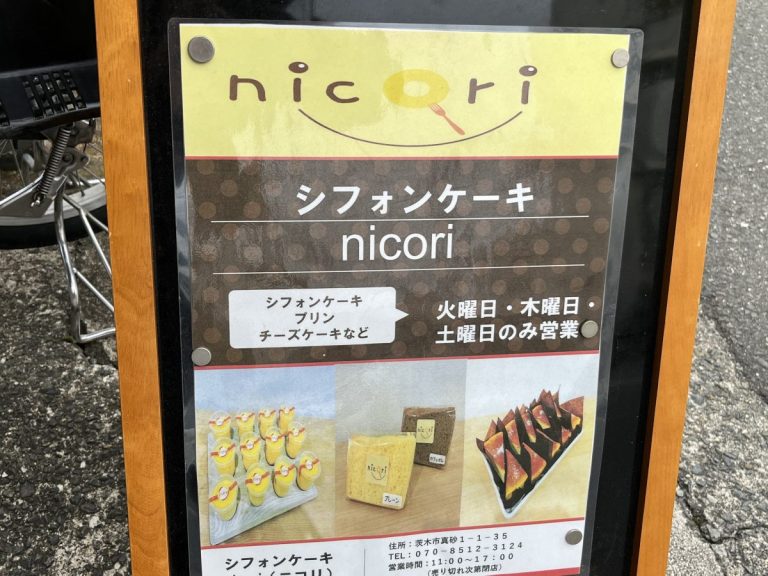 nicori
シフォンケーキ
nicori
シフォンケーキ
プリン
チーズケーキなど
火曜日・木曜日・
土曜日のみ営業
nicori
プレーン
シフォンケーキ
住所:茨木市真砂1-1-35
TEL:070-8512-3124
営業時間:11:00~17:00
(売り切れ次第閉店)